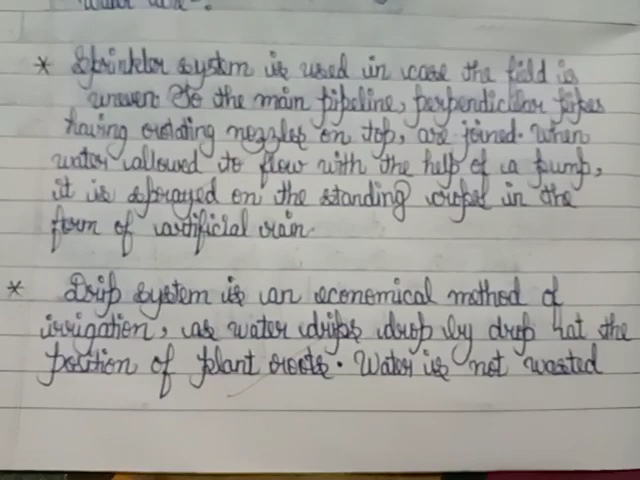 * Sprinkler system is used in case the field is
uneven To the main pipeline, perpendicular pipes
having rotating nozzles on top, are joined. When
water allowed to flow with the help of a pump,
it is sprayed on the standing crops in the
form of artificial rain.
* Drip system is an economical method of
irrigation, as water drips drop by drop hat the
position of plant roots. Water is not wasted